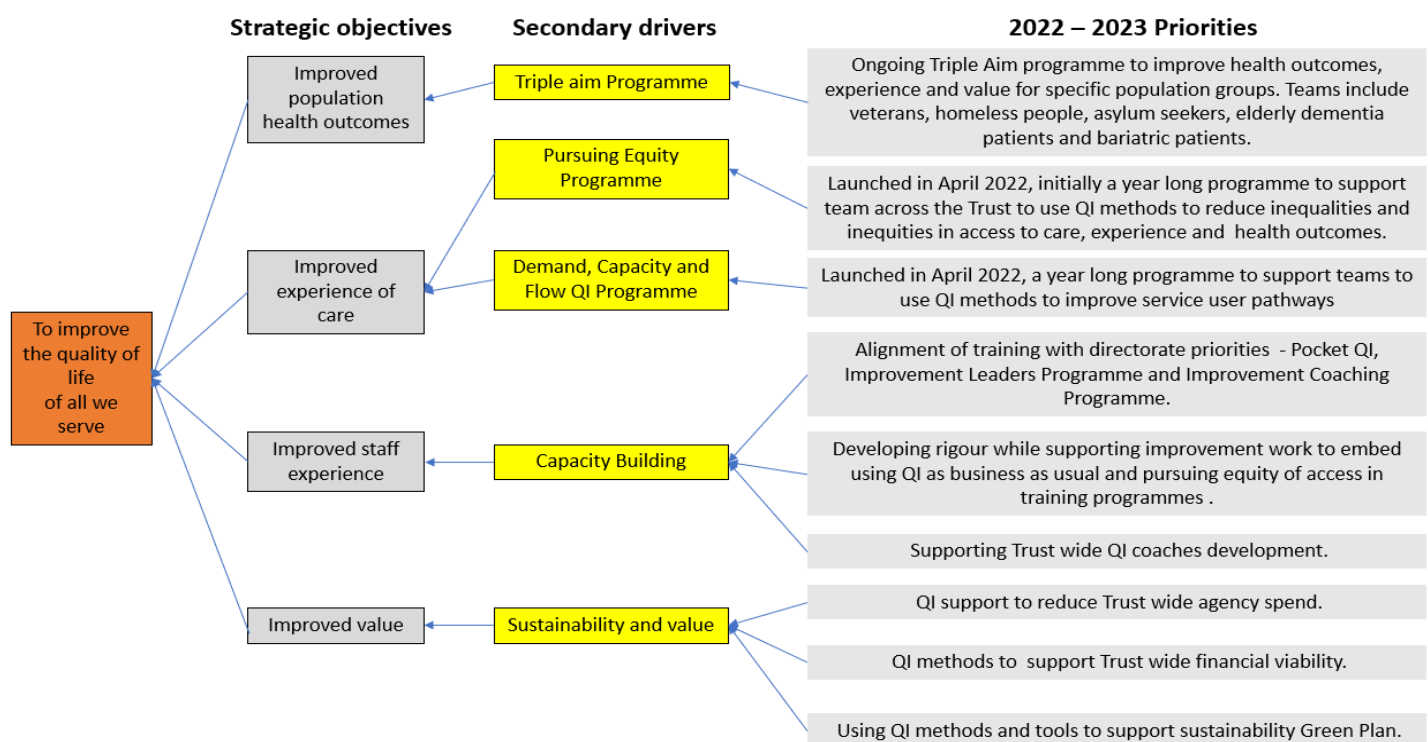 Strategic objectives
Secondary drivers
2022 – 2023 Priorities
To improve
the quality of
life
of all we
serve
Improved
population
health outcomes
Improved
experience of
care
Improved staff
experience
Improved value
Triple aim Programme
Pursuing Equity
Programme
Demand, Capacity and
Flow QI Programme
Capacity Building
Sustainability and value
Ongoing Triple Aim programme to improve health outcomes,
experience and value for specific population groups. Teams include
veterans, homeless people, asylum seekers, elderly dementia
patients and bariatric patients.
Launched in April 2022, initially a year long programme to support
team across the Trust to use QI methods to reduce inequalities and
inequities in access to care, experience and health outcomes.
Launched in April 2022, a year long programme to support teams to
use QI methods to improve service user pathways
Alignment of training with directorate priorities - Pocket QI,
Improvement Leaders Programme and Improvement Coaching
Programme.
Developing rigour while supporting improvement work to embed
using QI as business as usual and pursuing equity of access in
training programmes .
Supporting Trust wide QI coaches development.
QI support to reduce Trust wide agency spend.
QI methods to support Trust wide financial viability.
Using QI methods and tools to support sustainability Green Plan.